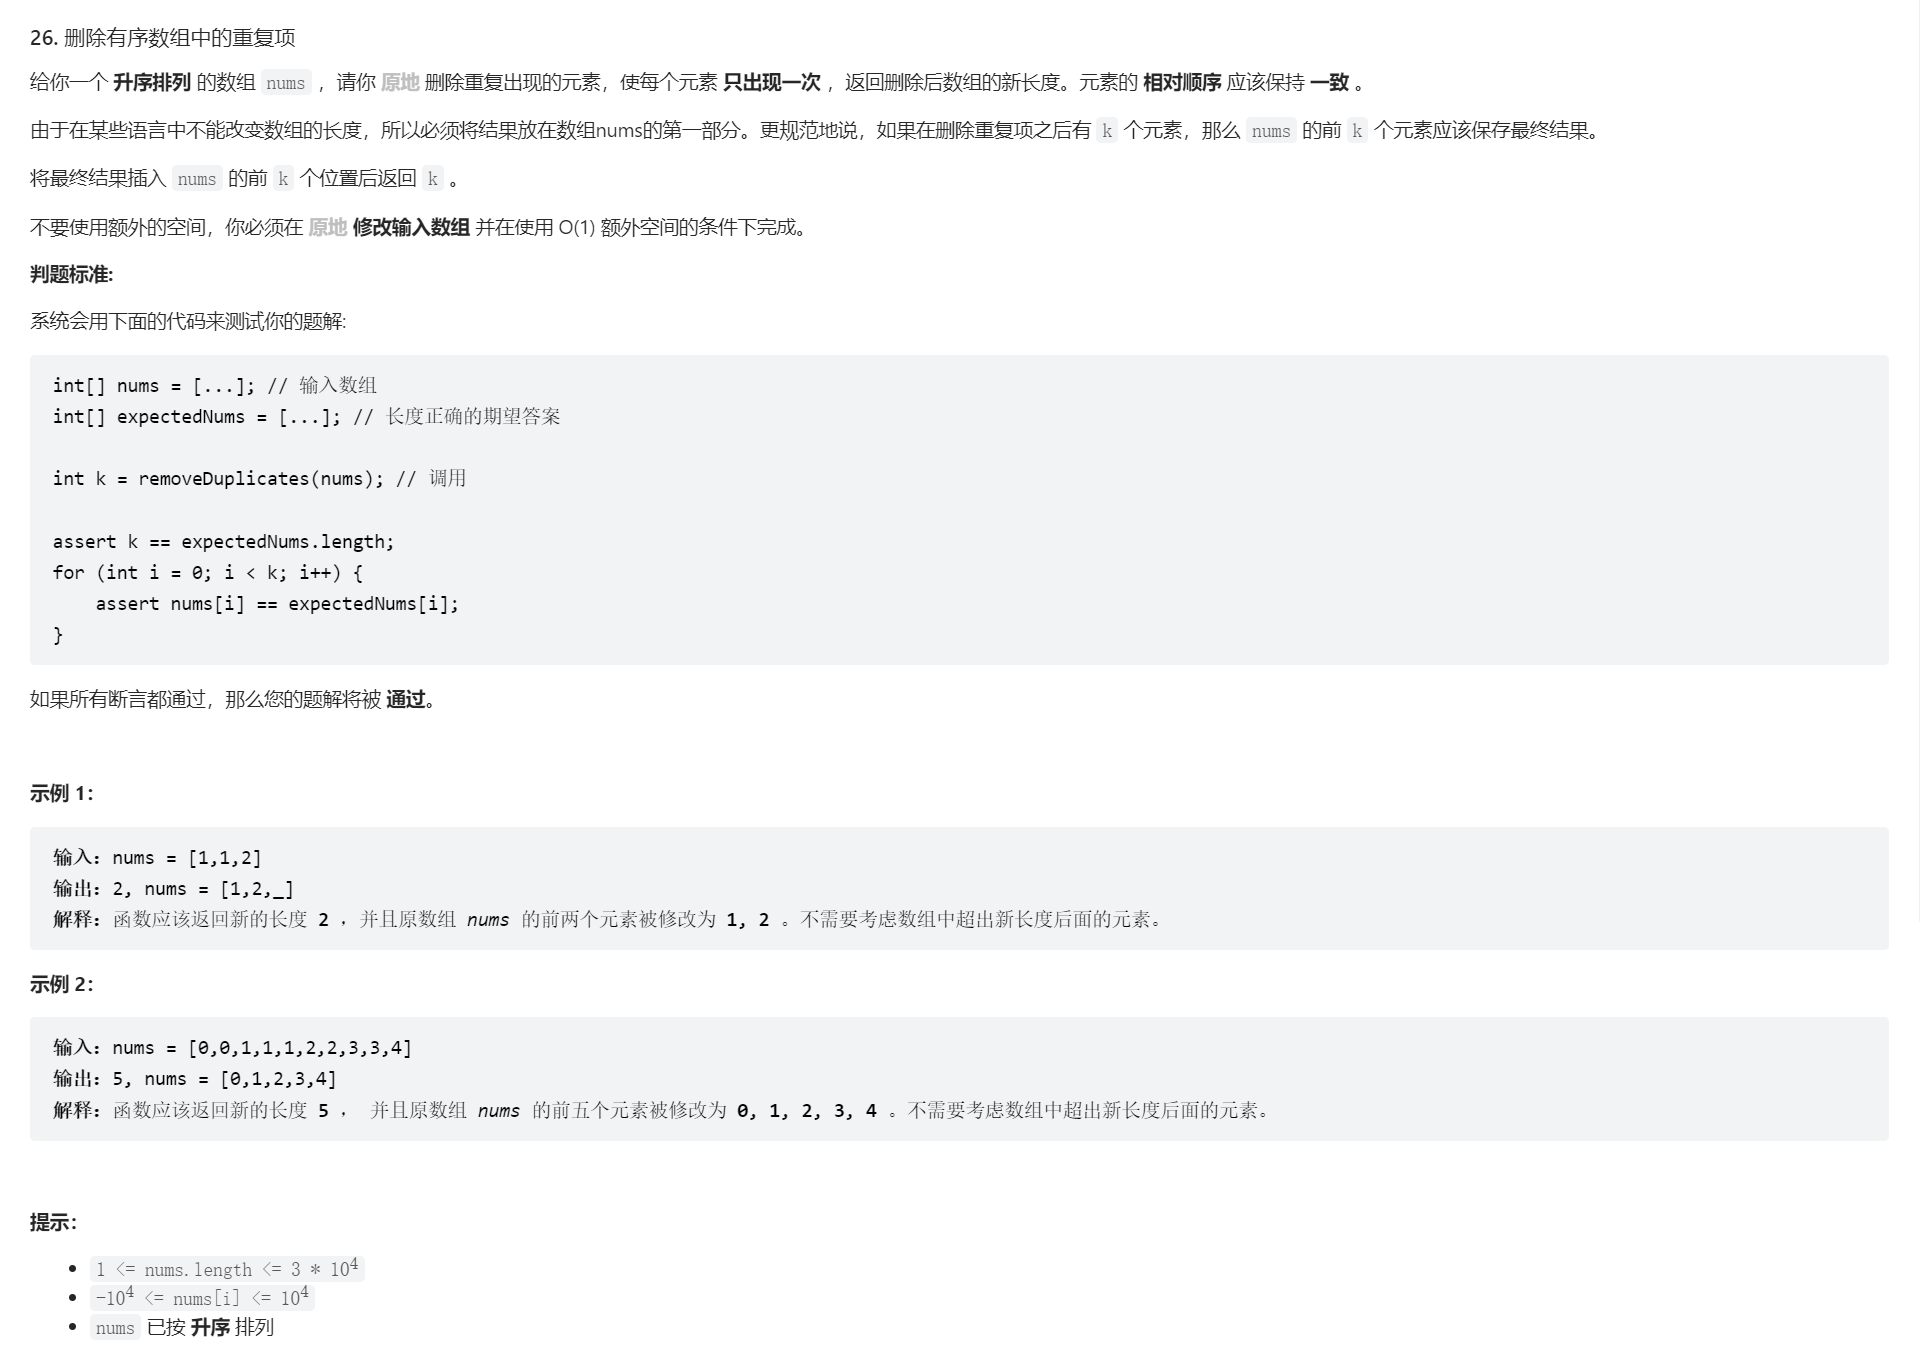 26. 删除有序数组中的重复项
给你一个 升序排列 的数组 nums ，请你 原地 删除重复出现的元素，使每个元素 只出现一次 ，返回删除后数组的新长度。元素的 相对顺序 应该保持 一致 。
由于在某些语言中不能改变数组的长度，所以必须将结果放在数组nums的第一部分。更规范地说，如果在删除重复项之后有 k 个元素，那么 nums 的前 k 个元素应该保存最终结果。
将最终结果插入 nums 的前 k 个位置后返回 k 。
不要使用额外的空间，你必须在 原地 修改输入数组 并在使用 O(1) 额外空间的条件下完成。
判题标准:
系统会用下面的代码来测试你的题解:
int[] nums = [...]; // 输入数组
int[] expectedNums = [...]; // 长度正确的期望答案
int k = removeDuplicates(nums); // 调用
assert k == expectedNums.length;
for (int i = 0; i < k; i++) {
    assert nums[i] == expectedNums[i];
}
如果所有断言都通过，那么您的题解将被 通过。
示例 1：
输入：nums = [1,1,2]
输出：2, nums = [1,2,_]
解释：函数应该返回新的长度 2 ，并且原数组 nums 的前两个元素被修改为 1, 2 。不需要考虑数组中超出新长度后面的元素。
示例 2：
输入：nums = [0,0,1,1,1,2,2,3,3,4]
输出：5, nums = [0,1,2,3,4]
解释：函数应该返回新的长度 5 ， 并且原数组 nums 的前五个元素被修改为 0, 1, 2, 3, 4 。不需要考虑数组中超出新长度后面的元素。
提示：
• 1 <= nums.length <= 3 * 10⁴
• -10⁴ <= nums[i] <= 10⁴
• nums 已按 升序 排列